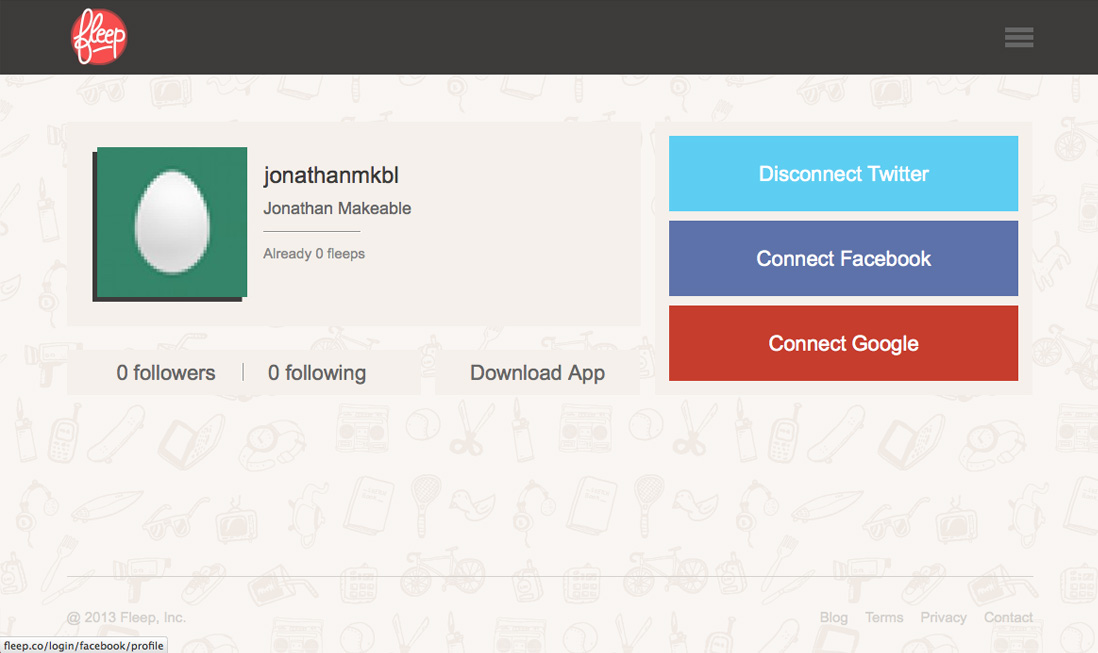 fleep
jonathanmkbl
Jonathan Makeable
Already 0 fleeps
Disconnect Twitter
Connect Facebook
Connect Google
0 followers | 0 following
Download App
@ 2013 Fleep, Inc.
Blog Terms Privacy Contact
fleep.co/login/facebook/profile